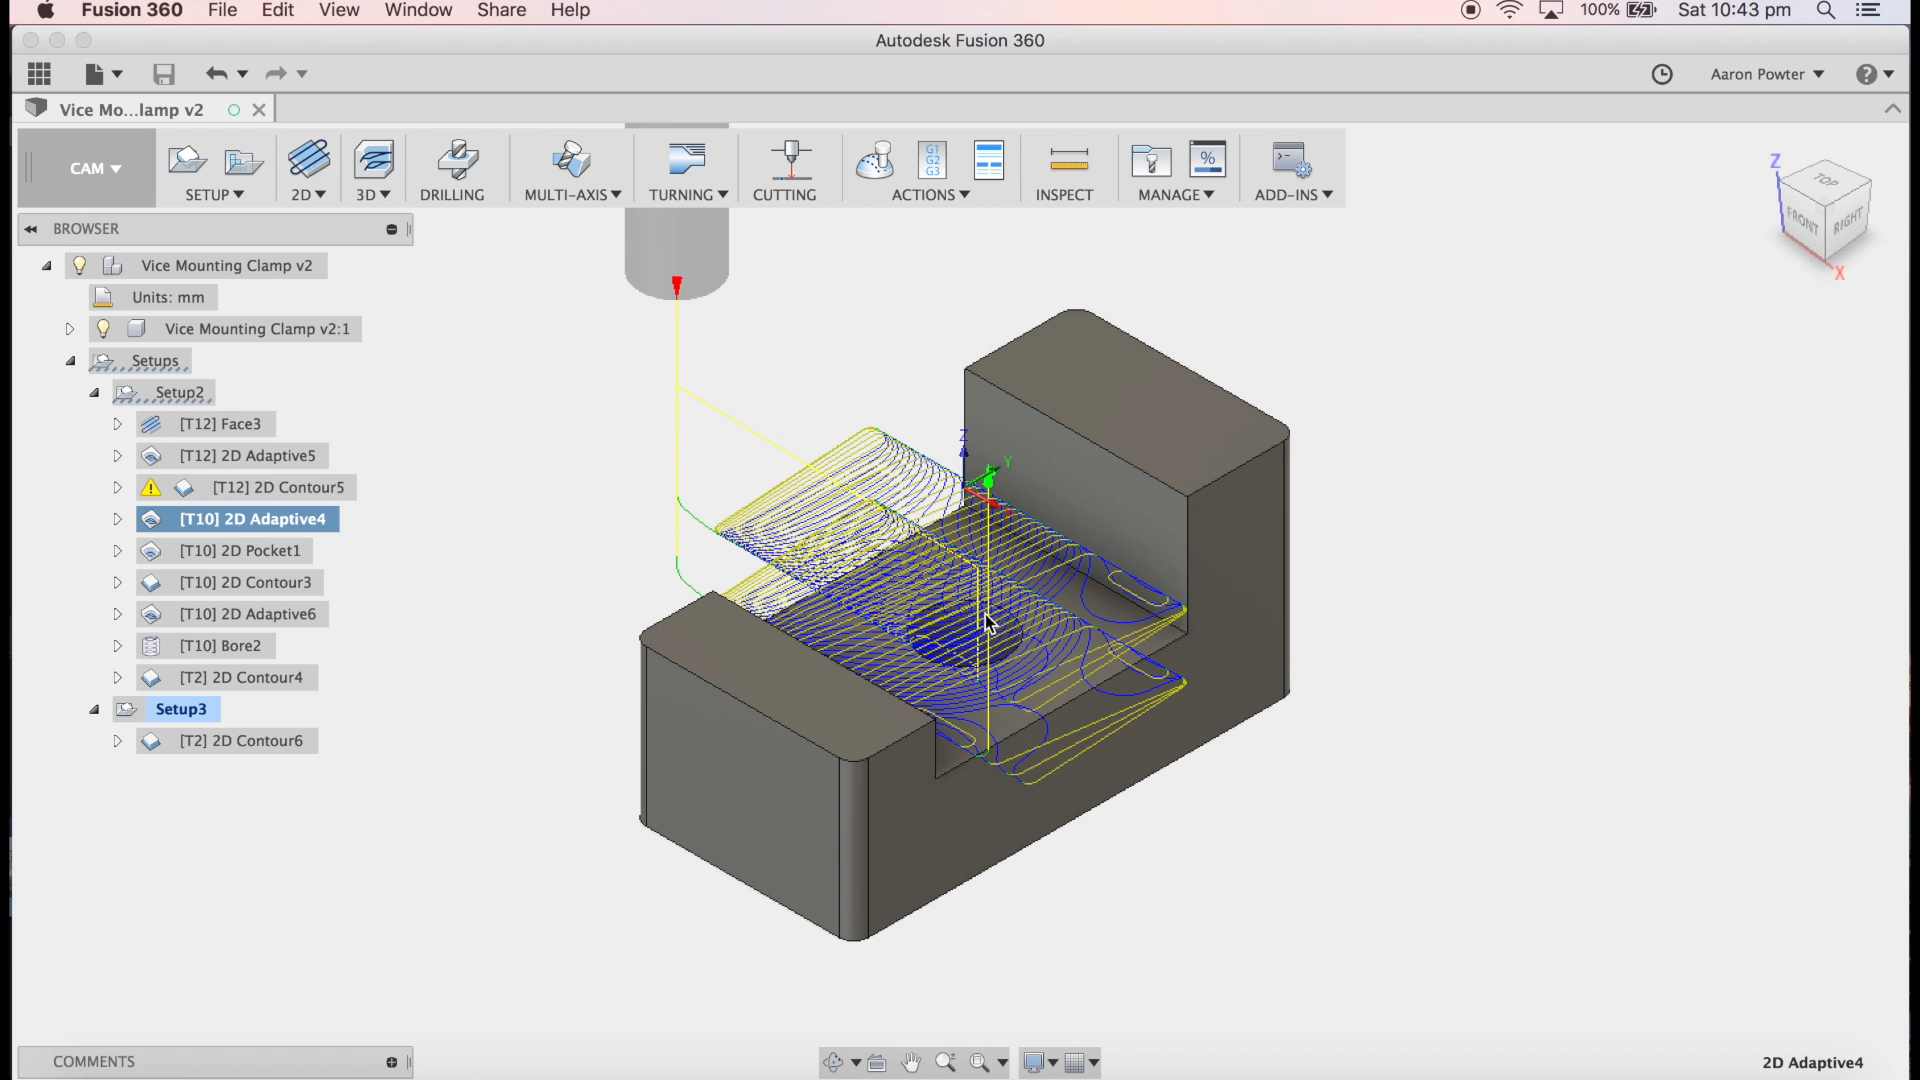 Fusion 360 File Edit View Window Share Help 100% Sat 10:43 pm
Autodesk Fusion 360
Aaron Powter
Vice Mo...lamp v2
CAM
SETUP 2D 3D DRILLING MULTI-AXIS TURNING CUTTING ACTIONS INSPECT MANAGE ADD-INS
G1
G2
G3
%
BROWSER
Vice Mounting Clamp v2
Units: mm
Vice Mounting Clamp v2:1
Setups
Setup2
[T12] Face3
[T12] 2D Adaptive5
[T12] 2D Contour5
[T10] 2D Adaptive4
[T10] 2D Pocket1
[T10] 2D Contour3
[T10] 2D Adaptive6
[T10] Bore2
[T2] 2D Contour4
Setup3
[T2] 2D Contour6
Z
TOP
FRONT RIGHT
X
Z
Y
COMMENTS
2D Adaptive4